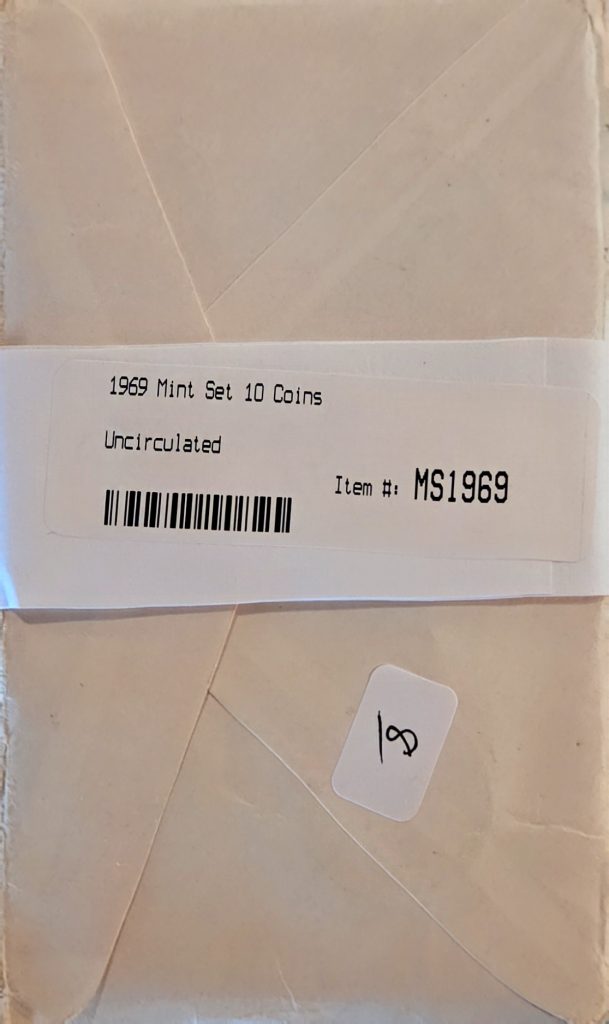 1969 Mint Set 10 Coins
Uncirculated
Item #: MS1969
18